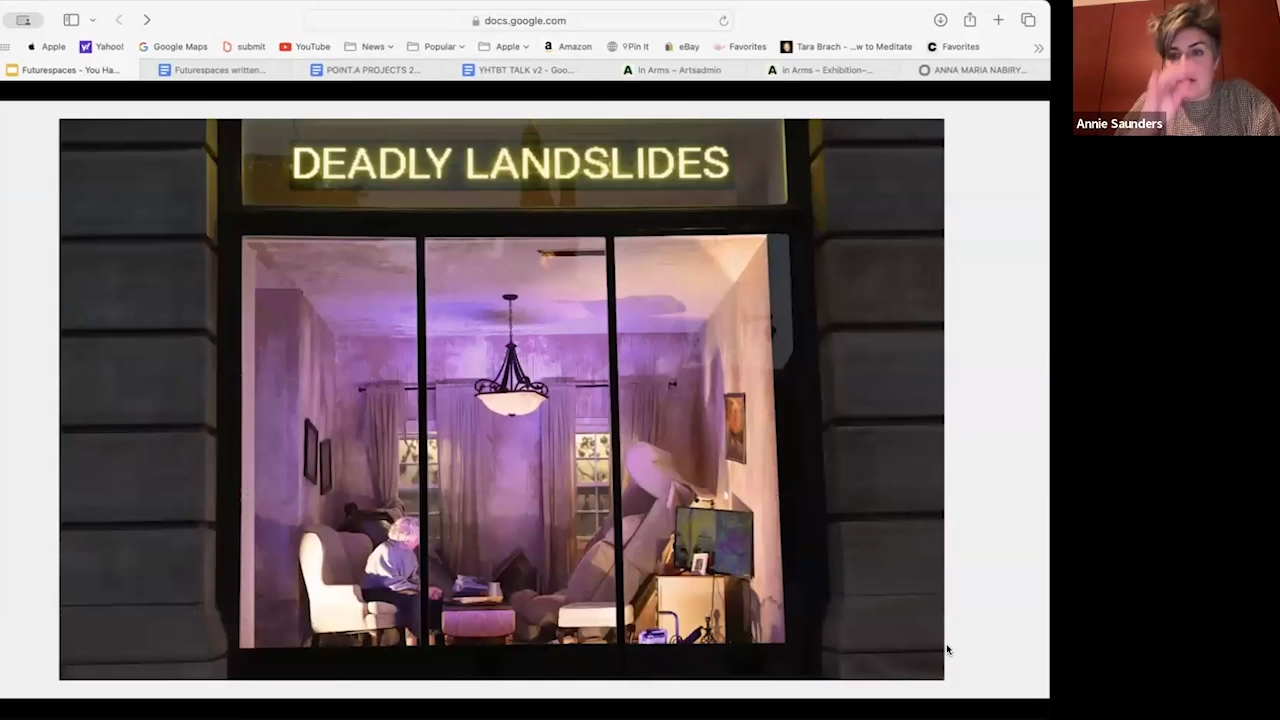 docs.google.com
Apple
Yahoo!
Google Maps
submit
YouTube
News
Popular
Apple
Amazon
Pin It
eBay
Favorites
Tara Brach - ...w to Meditate
Favorites
Futurespaces - You Ha...
Futurespaces written...
POINT.A PROJECTS 2...
YHTBT TALK v2 - Goo...
In Arms – Artsadmin
in Arms – Exhibition–...
ANNA MARIA NABIRY...
Annie Saunders
DEADLY LANDSLIDES